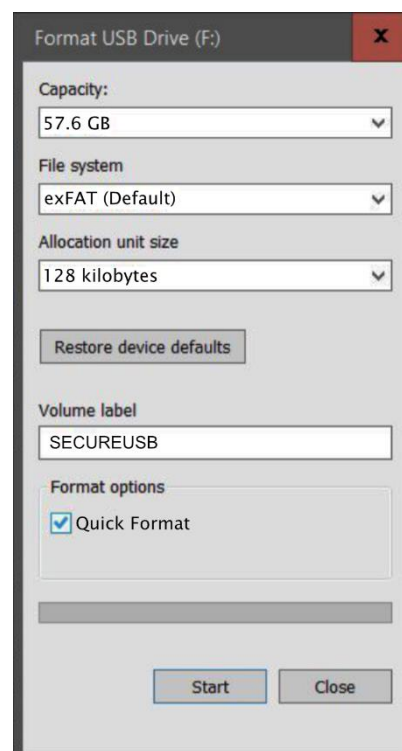 Format USB Drive (F:)
x
Capacity:
57.6 GB
File system
exFAT (Default)
Allocation unit size
128 kilobytes
Restore device defaults
Volume label
SECUREUSB
Format options
Quick Format
Start Close